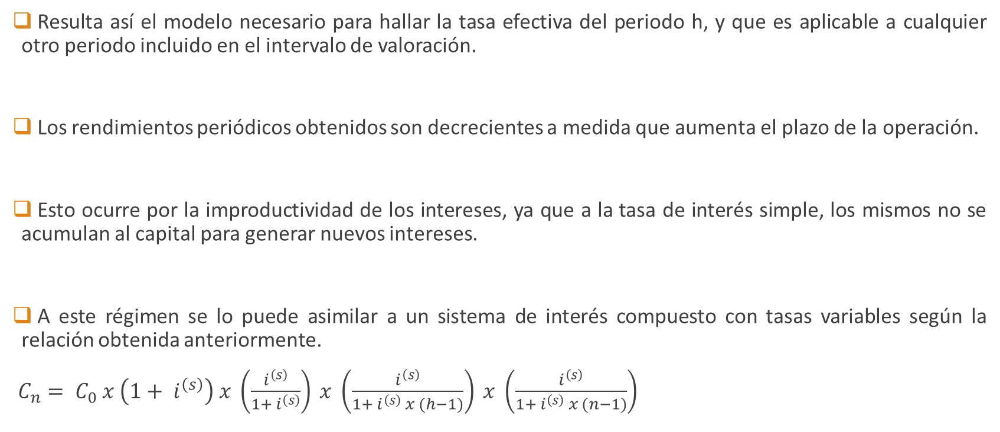 ❑ Resulta así el modelo necesario para hallar la tasa efectiva del periodo h, y que es aplicable a cualquier
otro periodo incluido en el intervalo de valoración.
❑ Los rendimientos periódicos obtenidos son decrecientes a medida que aumenta el plazo de la operación.
❑ Esto ocurre por la improductividad de los intereses, ya que a la tasa de interés simple, los mismos no se
acumulan al capital para generar nuevos intereses.
❑ A este régimen se lo puede asimilar a un sistema de interés compuesto con tasas variables según la
relación obtenida anteriormente.
$C_n = C_0 \, x \, (1 + i^{(s)}) \, x \, \left(\frac{i^{(s)}}{1 + i^{(s)}}\right) \, x \, \left(\frac{i^{(s)}}{1 + i^{(s)} \, x \, (h-1)}\right) \, x \, \left(\frac{i^{(s)}}{1 + i^{(s)} \, x \, (n-1)}\right)$